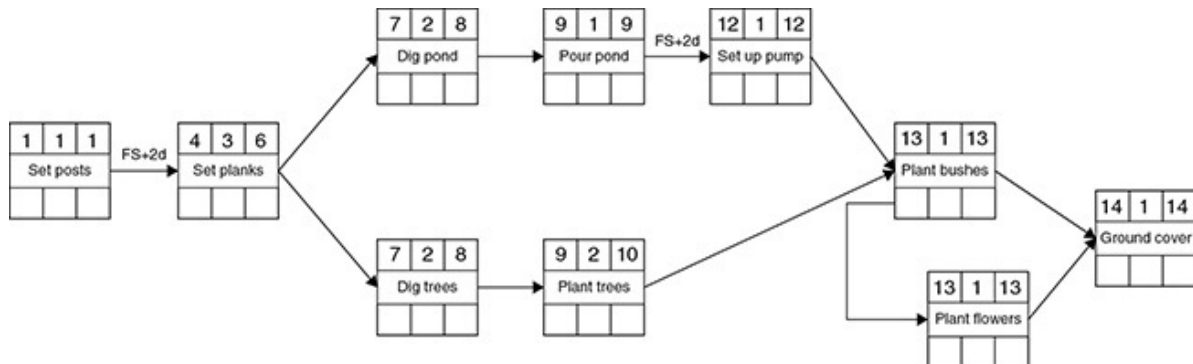 7 2 8
Dig pond
9 1 9
Pour pond
FS+2d
12 1 12
Set up pump
1 1 1
Set posts
FS+2d
4 3 6
Set planks
13 1 13
Plant bushes
14 1 14
Ground cover
7 2 8
Dig trees
9 2 10
Plant trees
13 1 13
Plant flowers